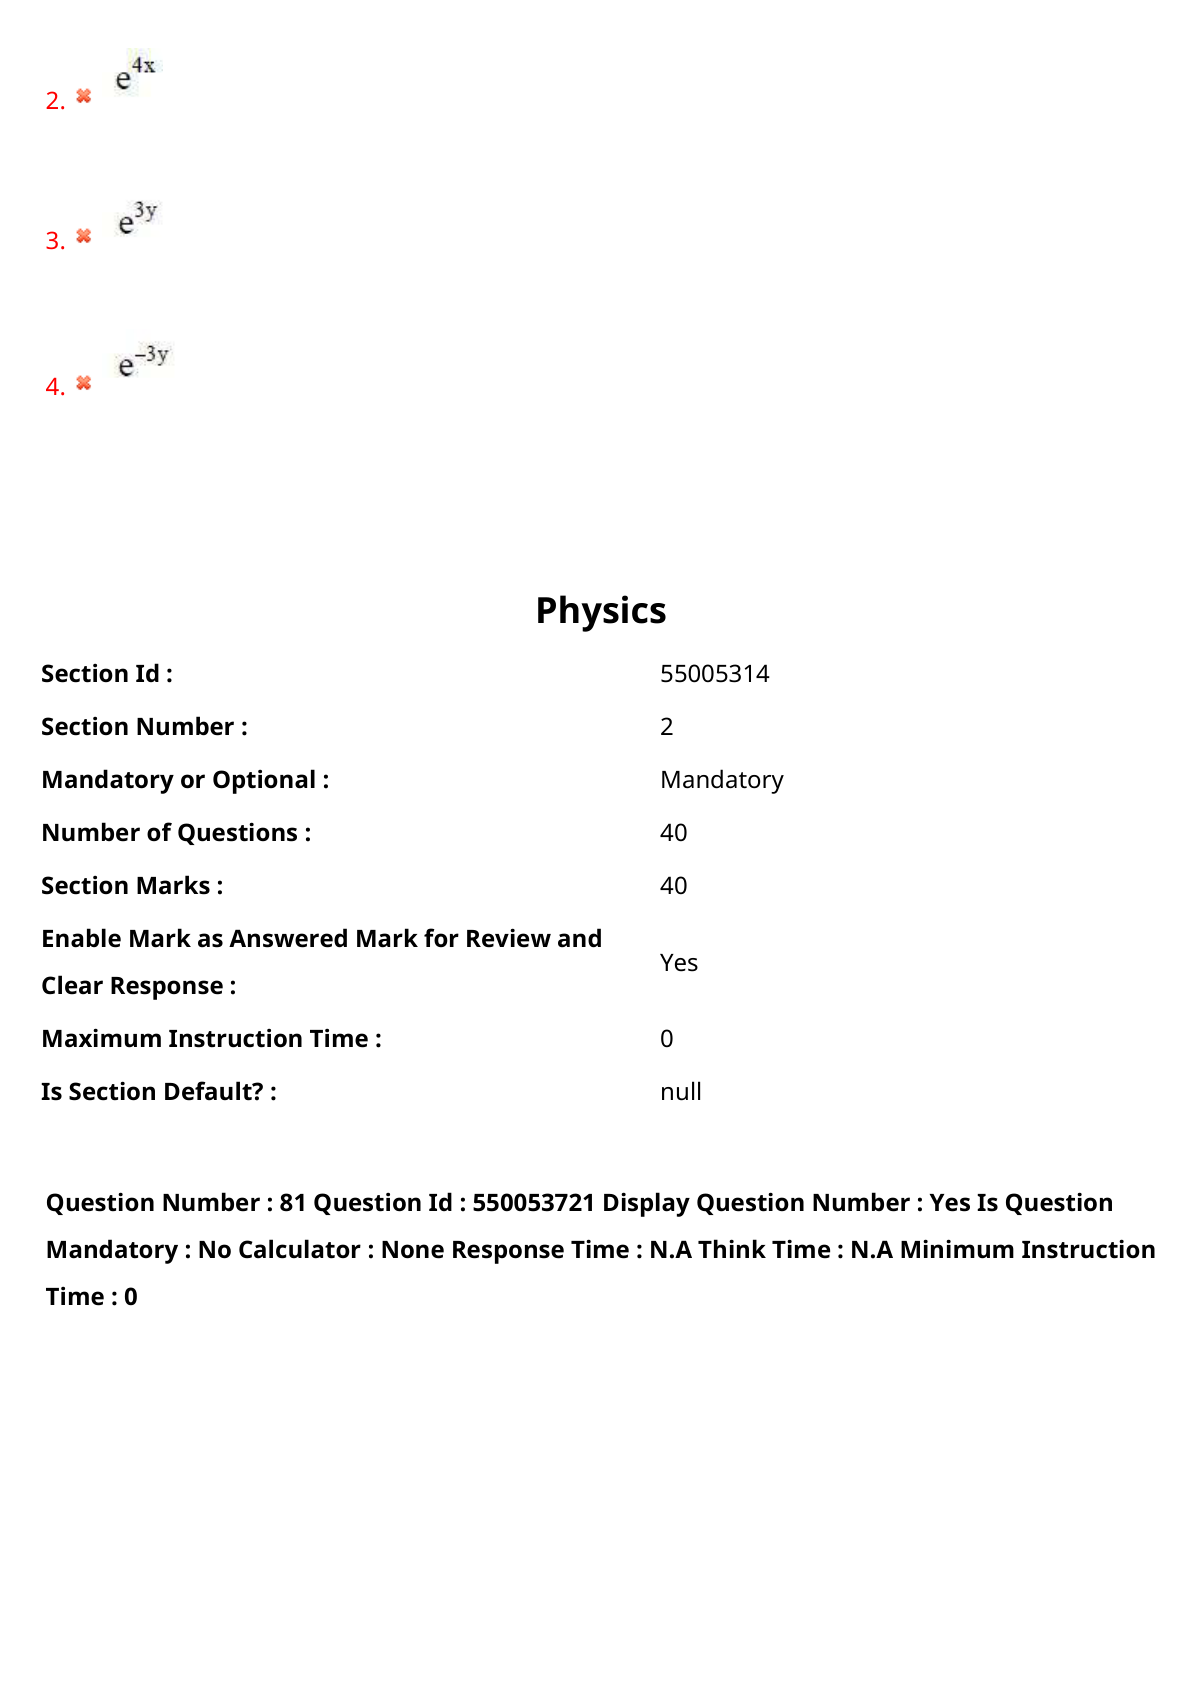 2. ✖ e^4x
3. ✖ e^3y
4. ✖ e^–3y
Physics
Section Id : 55005314
Section Number : 2
Mandatory or Optional : Mandatory
Number of Questions : 40
Section Marks : 40
Enable Mark as Answered Mark for Review and
Clear Response : Yes
Maximum Instruction Time : 0
Is Section Default? : null
Question Number : 81 Question Id : 550053721 Display Question Number : Yes Is Question
Mandatory : No Calculator : None Response Time : N.A Think Time : N.A Minimum Instruction
Time : 0